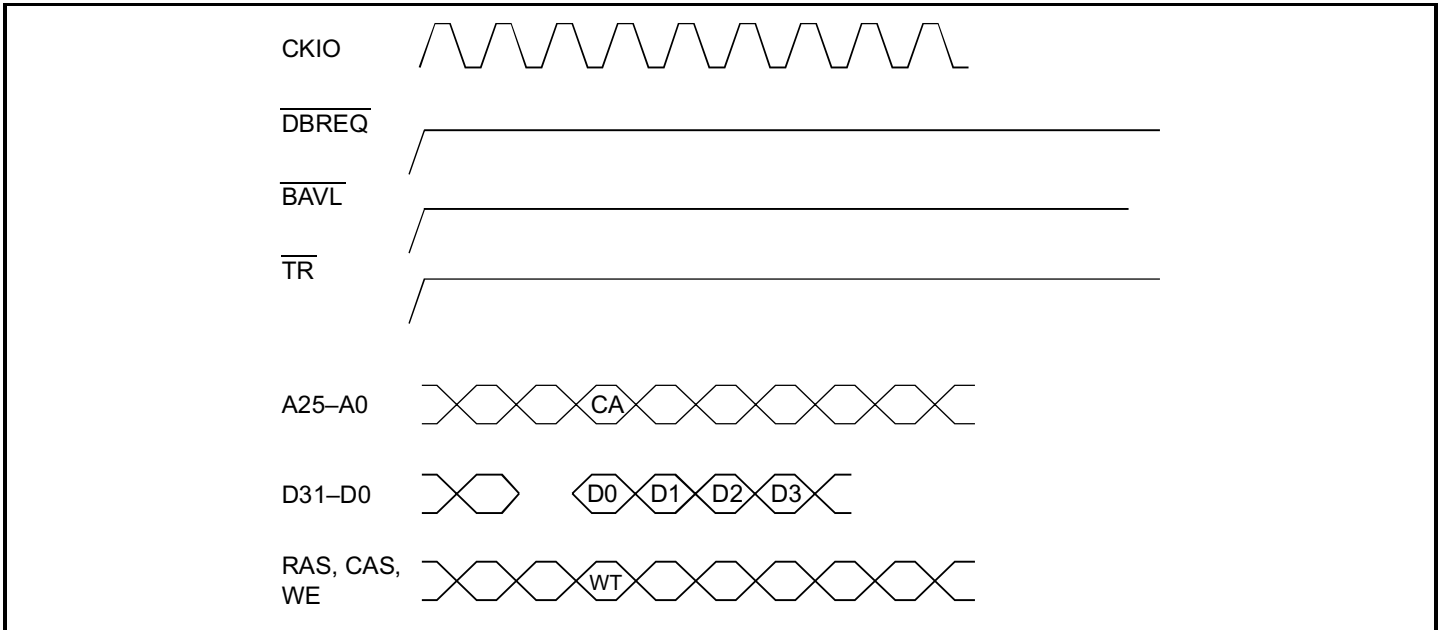 CKIO
DBREQ
BAVL
TR
A25–A0
CA
D31–D0
D0 D1 D2 D3
RAS, CAS,
WE
WT